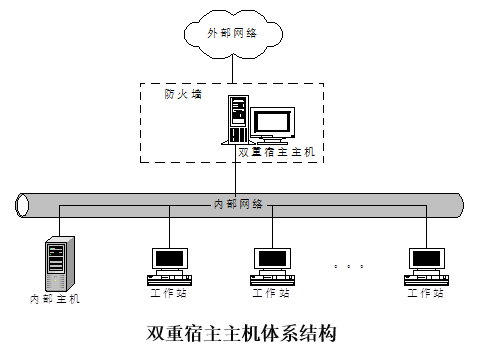 外部网络
防火墙
双重宿主主机
内部网络
内部主机
工作站
工作站
工作站
双重宿主主机体系结构